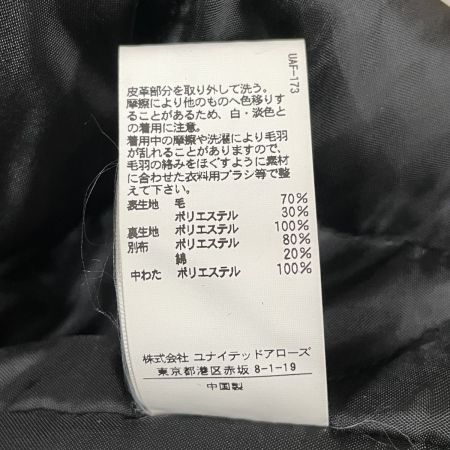 UAF-173
皮革部分を取り外して洗う。
摩擦により他のものへ色移りす
ることがあるため、白・淡色と
の着用に注意。
着用中の摩擦や洗濯により毛羽
が乱れることがありますので、
毛羽の絡みをほぐすように素材
に合わせた衣料用ブラシ等で整
えて下さい。
表生地 毛 70%
ポリエステル 30%
裏生地 ポリエステル 100%
別布 ポリエステル 80%
綿 20%
中わた ポリエステル 100%
株式会社 ユナイテッドアローズ
東京都港区赤坂 8-1-19
中国製